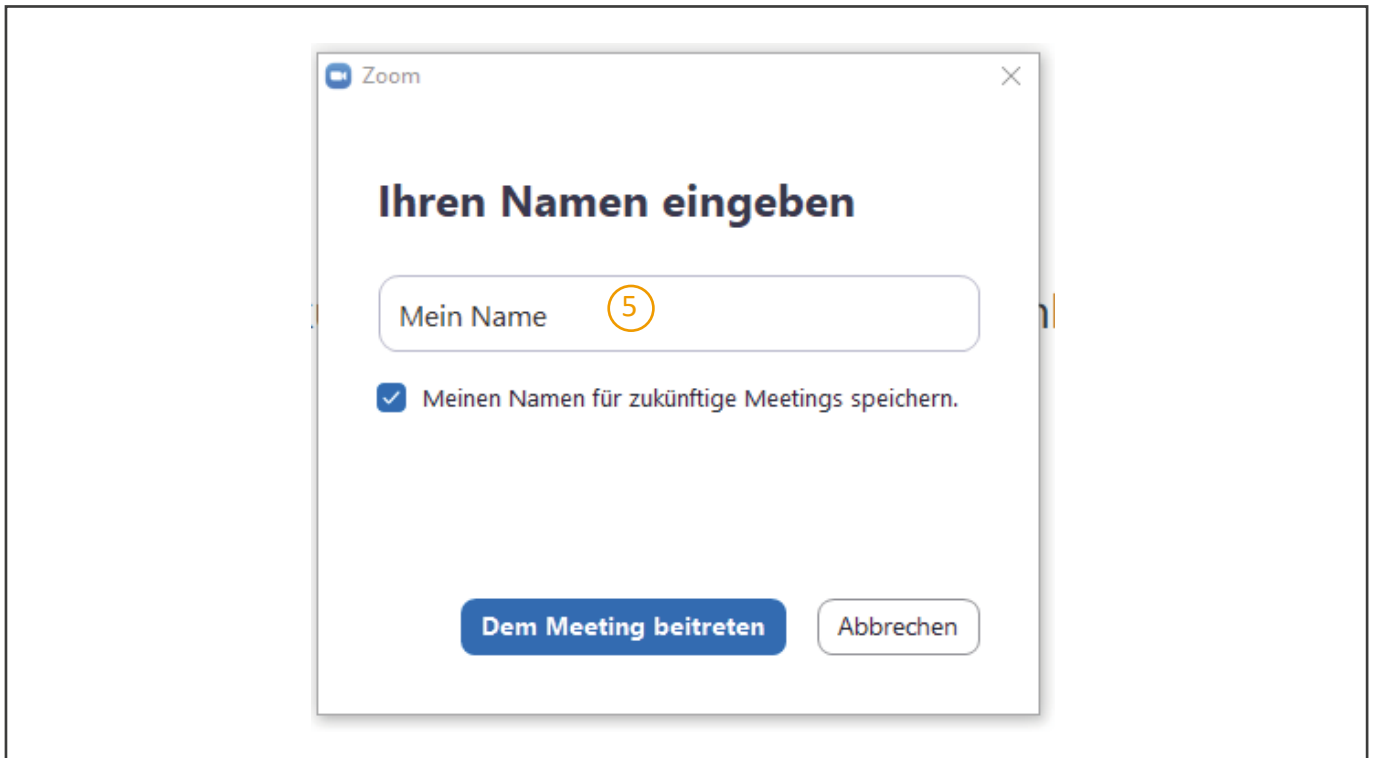 Zoom
Ihren Namen eingeben
Mein Name 5
Meinen Namen für zukünftige Meetings speichern.
Dem Meeting beitreten Abbrechen